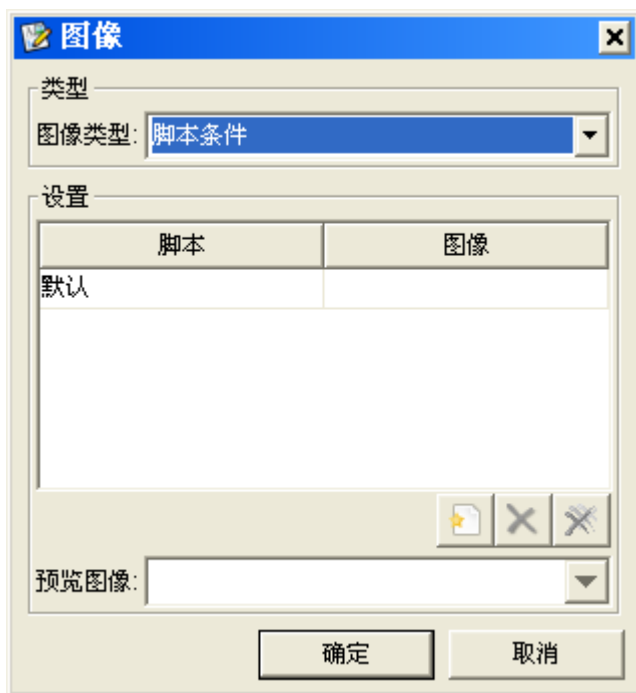 图像
类型
图像类型: 脚本条件
设置
脚本 图像
默认
预览图像:
确定 取消